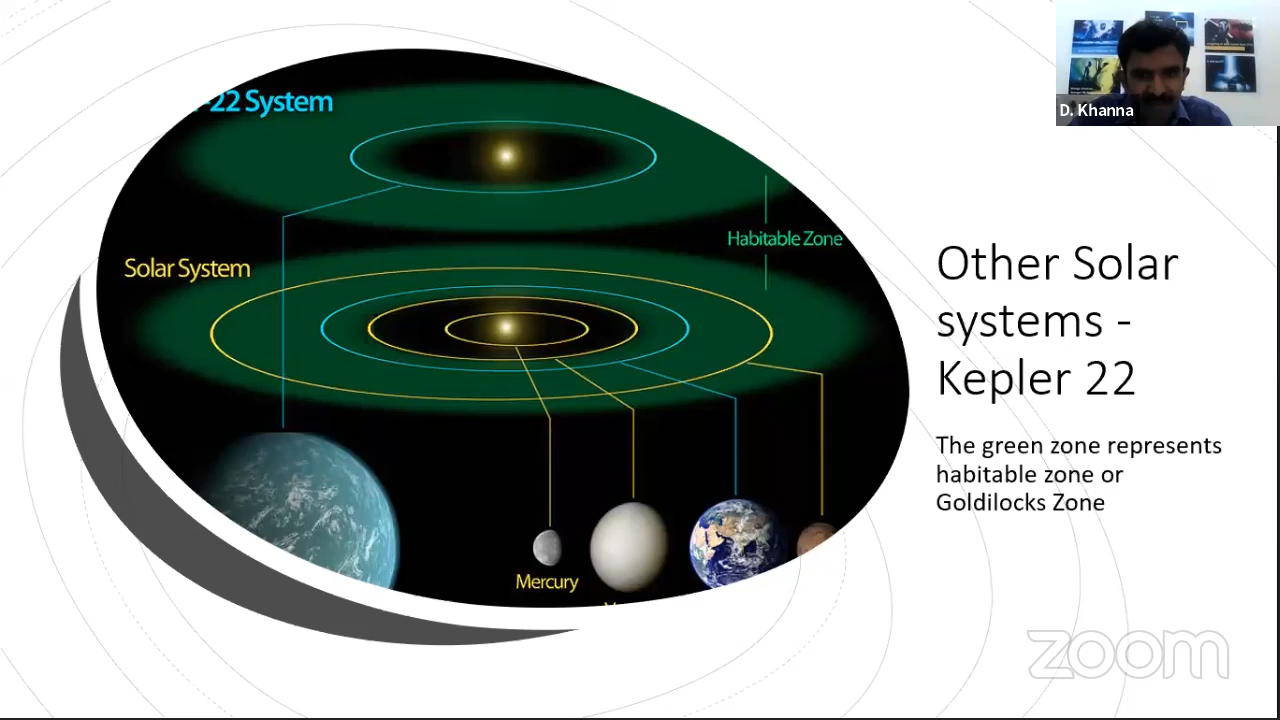 -22 System
D. Khanna
Habitable Zone
Solar System
Other Solar
systems -
Kepler 22
The green zone represents
habitable zone or
Goldilocks Zone
Mercury
zoom